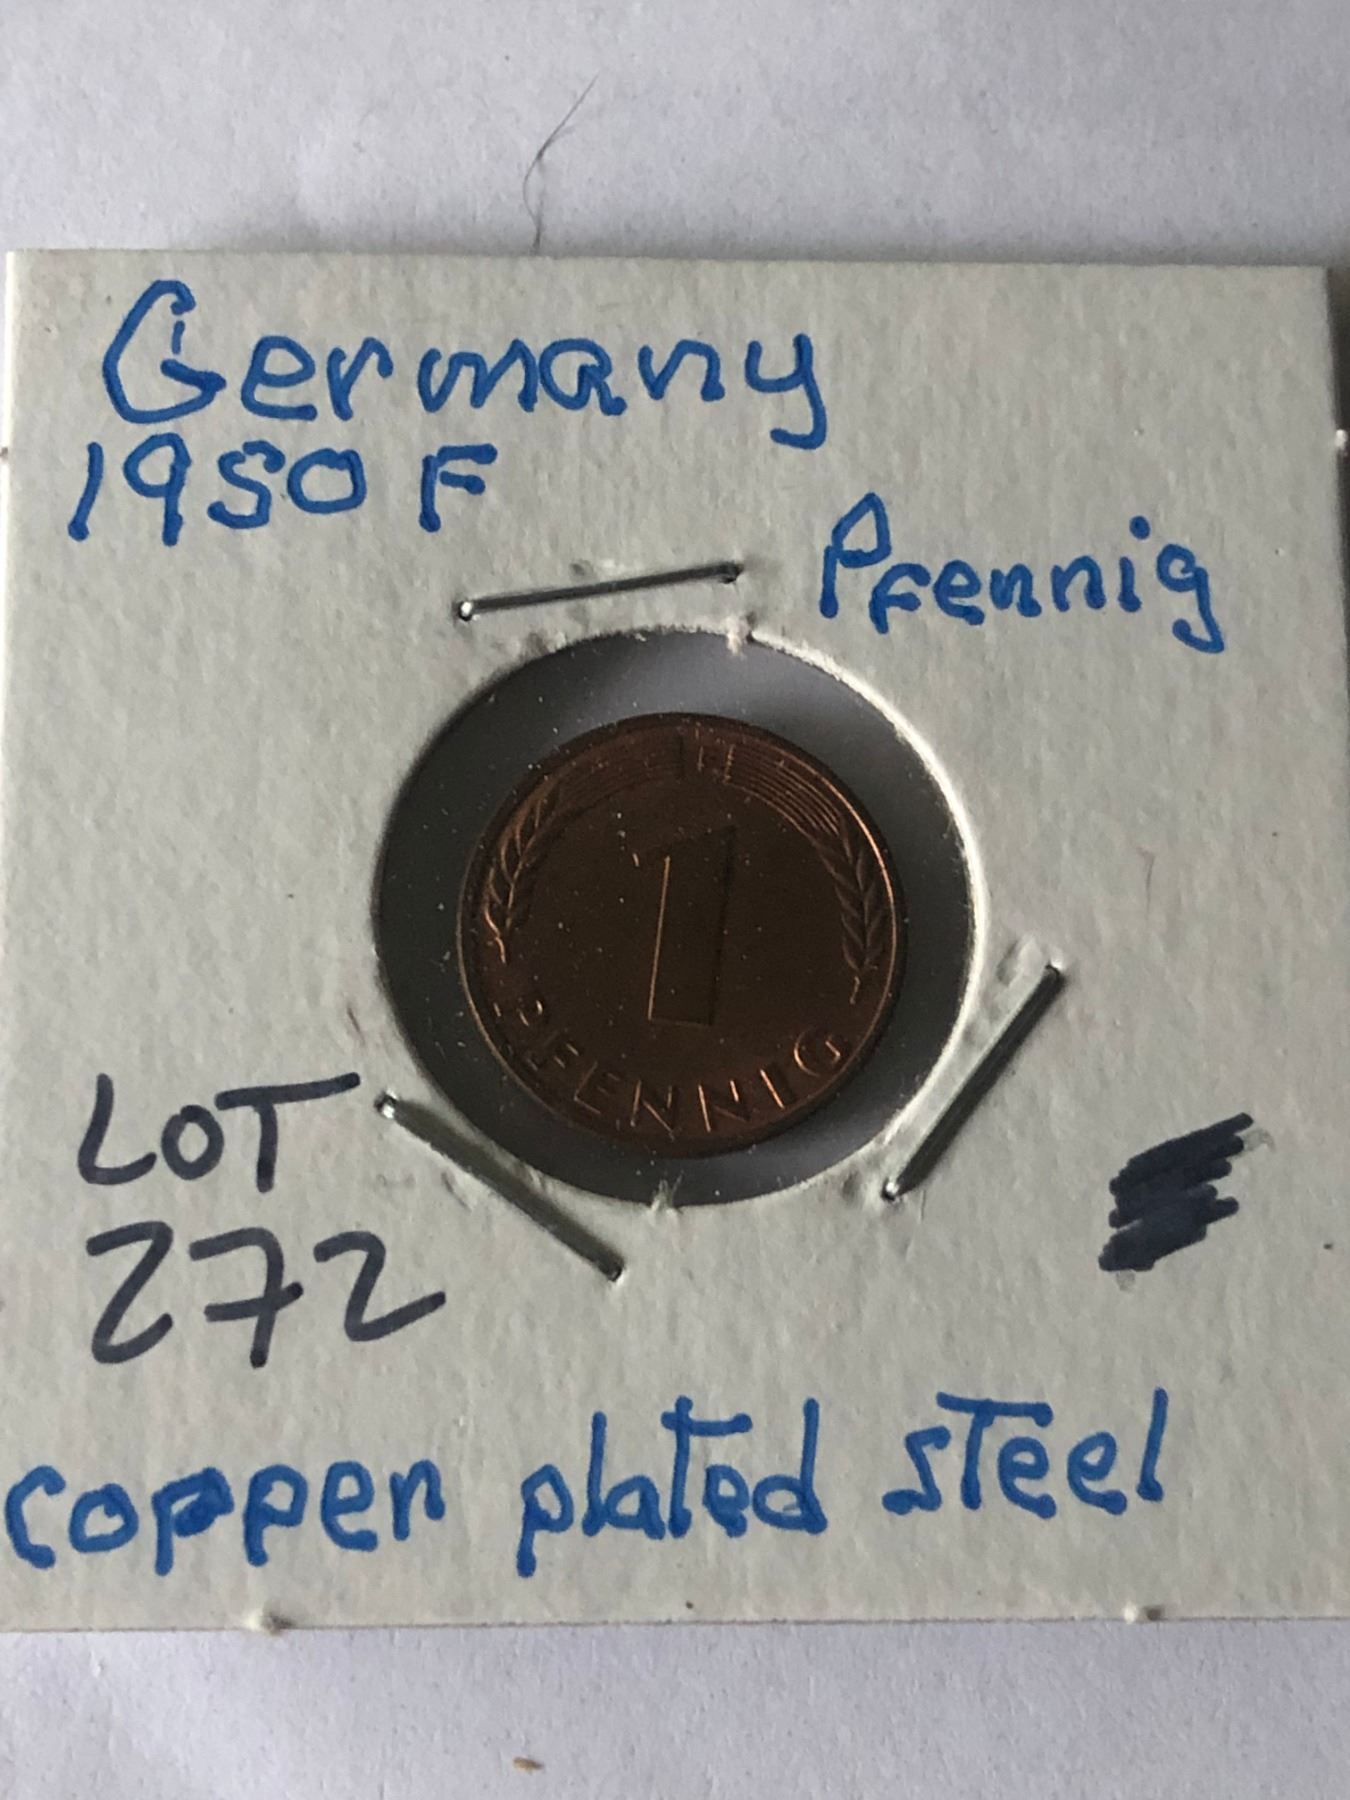 Germany
1950 F
Pfennig
1
PFENNIG
LOT
272
copper plated steel